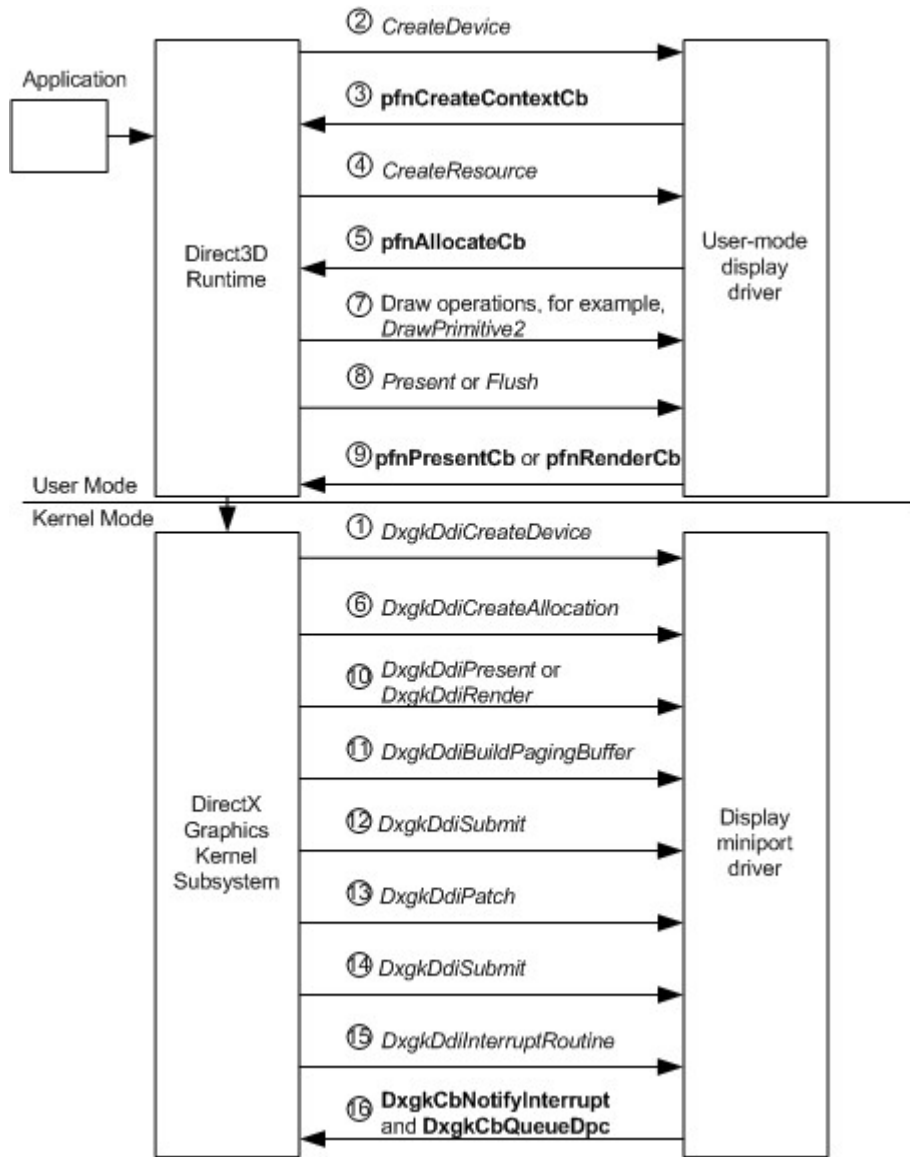 ② CreateDevice
Application
③ pfnCreateContextCb
④ CreateResource
⑤ pfnAllocateCb
Direct3D
Runtime
User-mode
display
driver
⑦ Draw operations, for example,
DrawPrimitive2
⑧ Present or Flush
⑨ pfnPresentCb or pfnRenderCb
User Mode
Kernel Mode
① DxgkDdiCreateDevice
⑥ DxgkDdiCreateAllocation
⑩ DxgkDdiPresent or
DxgkDdiRender
⑪ DxgkDdiBuildPagingBuffer
DirectX
Graphics
Kernel
Subsystem
⑫ DxgkDdiSubmit
Display
miniport
driver
⑬ DxgkDdiPatch
⑭ DxgkDdiSubmit
⑮ DxgkDdiInterruptRoutine
⑯ DxgkCbNotifyInterrupt
and DxgkCbQueueDpc